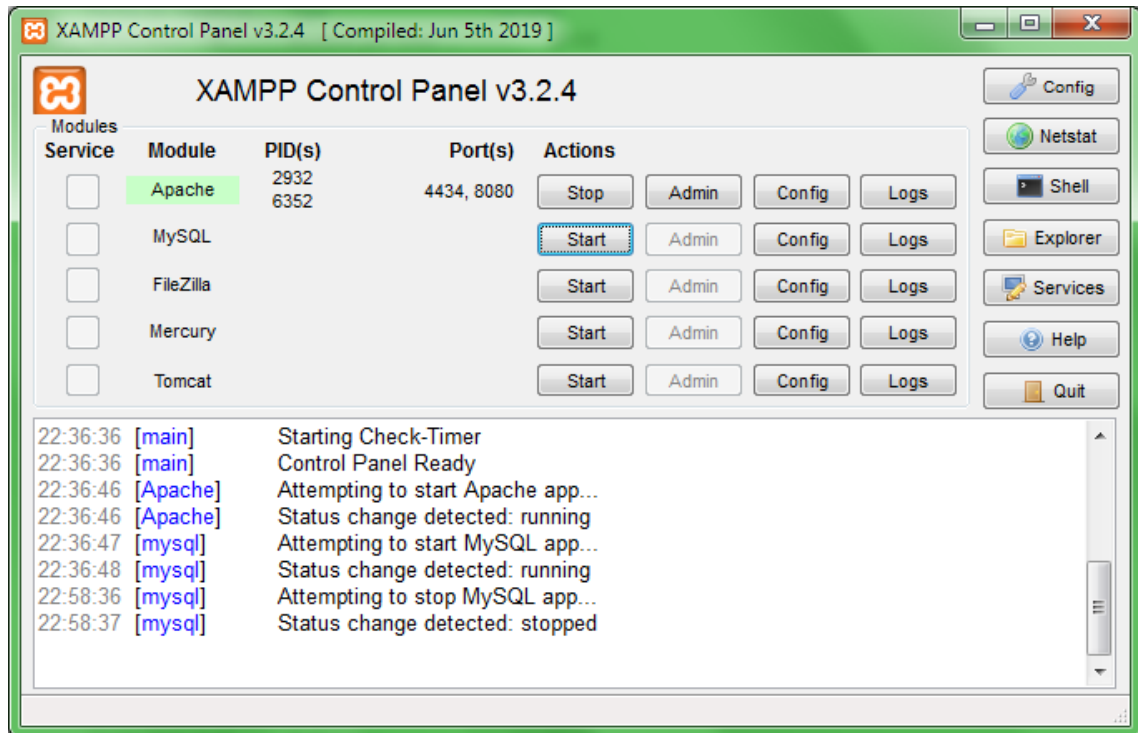 XAMPP Control Panel v3.2.4 [ Compiled: Jun 5th 2019 ]
XAMPP Control Panel v3.2.4
Config
Netstat
Shell
Explorer
Services
Help
Quit
Modules
Service Module PID(s) Port(s) Actions
Apache 2932 6352 4434, 8080 Stop Admin Config Logs
MySQL Start Admin Config Logs
FileZilla Start Admin Config Logs
Mercury Start Admin Config Logs
Tomcat Start Admin Config Logs
22:36:36 [main] Starting Check-Timer
22:36:36 [main] Control Panel Ready
22:36:46 [Apache] Attempting to start Apache app...
22:36:46 [Apache] Status change detected: running
22:36:47 [mysql] Attempting to start MySQL app...
22:36:48 [mysql] Status change detected: running
22:58:36 [mysql] Attempting to stop MySQL app...
22:58:37 [mysql] Status change detected: stopped